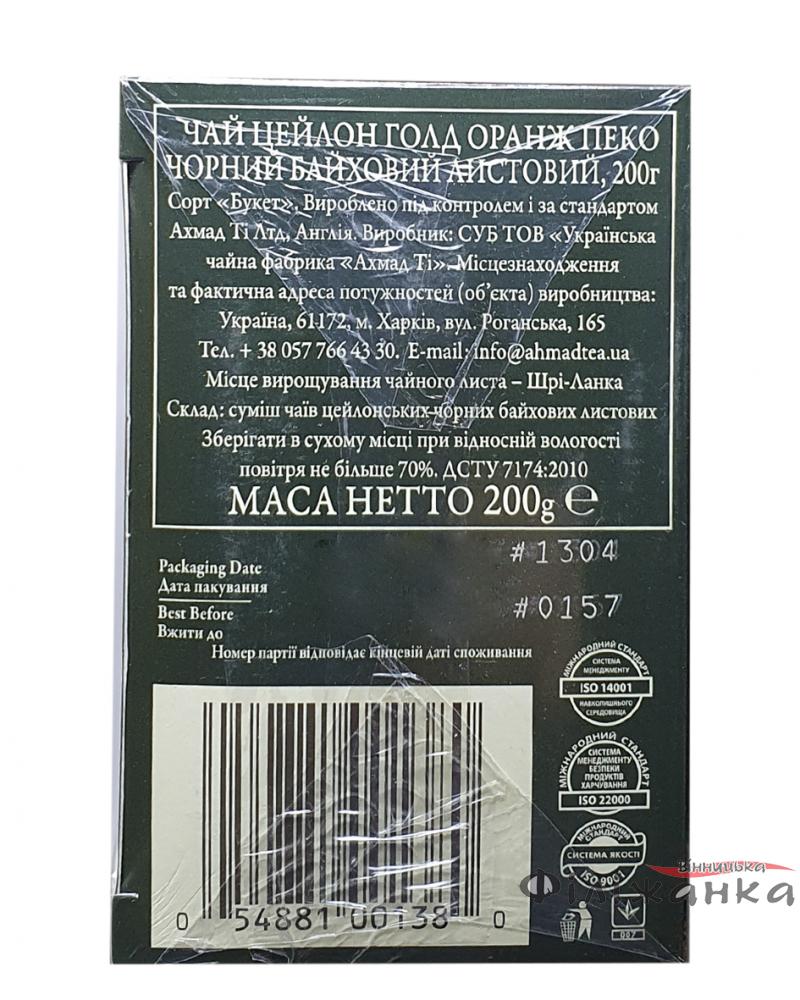 ЧАЙ ЦЕЙЛОН ГОЛД ОРАНЖ ПЕКО
ЧОРНИЙ БАЙХОВИЙ ЛИСТОВИЙ, 200г
Сорт «Букет». Вироблено під контролем і за стандартом
Ахмад Ті Лтд, Англія. Виробник: СУБ ТОВ «Українська
чайна фабрика «Ахмад Ті». Місцезнаходження
та фактична адреса потужностей (об'єкта) виробництва:
Україна, 61172, м. Харків, вул. Роганська, 165
Тел. + 38 057 766 43 30. E-mail: info@ahmadtea.ua
Місце вирощування чайного листа – Шрі-Ланка
Склад: суміш чаїв цейлонських чорних байхових листових
Зберігати в сухому місці при відносній вологості
повітря не більше 70%. ДСТУ 7174:2010
МАСА НЕТТО 200g ℮
#1304
Packaging Date
Дата пакування
#0157
Best Before
Вжити до
Номер партії відповідає кінцевій даті споживання
МІЖНАРОДНИЙ СТАНДАРТ
СИСТЕМА
МЕНЕДЖМЕНТУ
ISO 14001
НАВКОЛИШНЬОГО
СЕРЕДОВИЩА
МІЖНАРОДНИЙ СТАНДАРТ
СИСТЕМА
МЕНЕДЖМЕНТУ
БЕЗПЕКИ
ПРОДУКТІВ
ХАРЧУВАННЯ
ISO 22000
МІЖНАРОДНИЙ
СТАНДАРТ
СИСТЕМА ЯКОСТІ
ISO 9001
Вінницька
Філіжанка
0 54881 00138 0
007